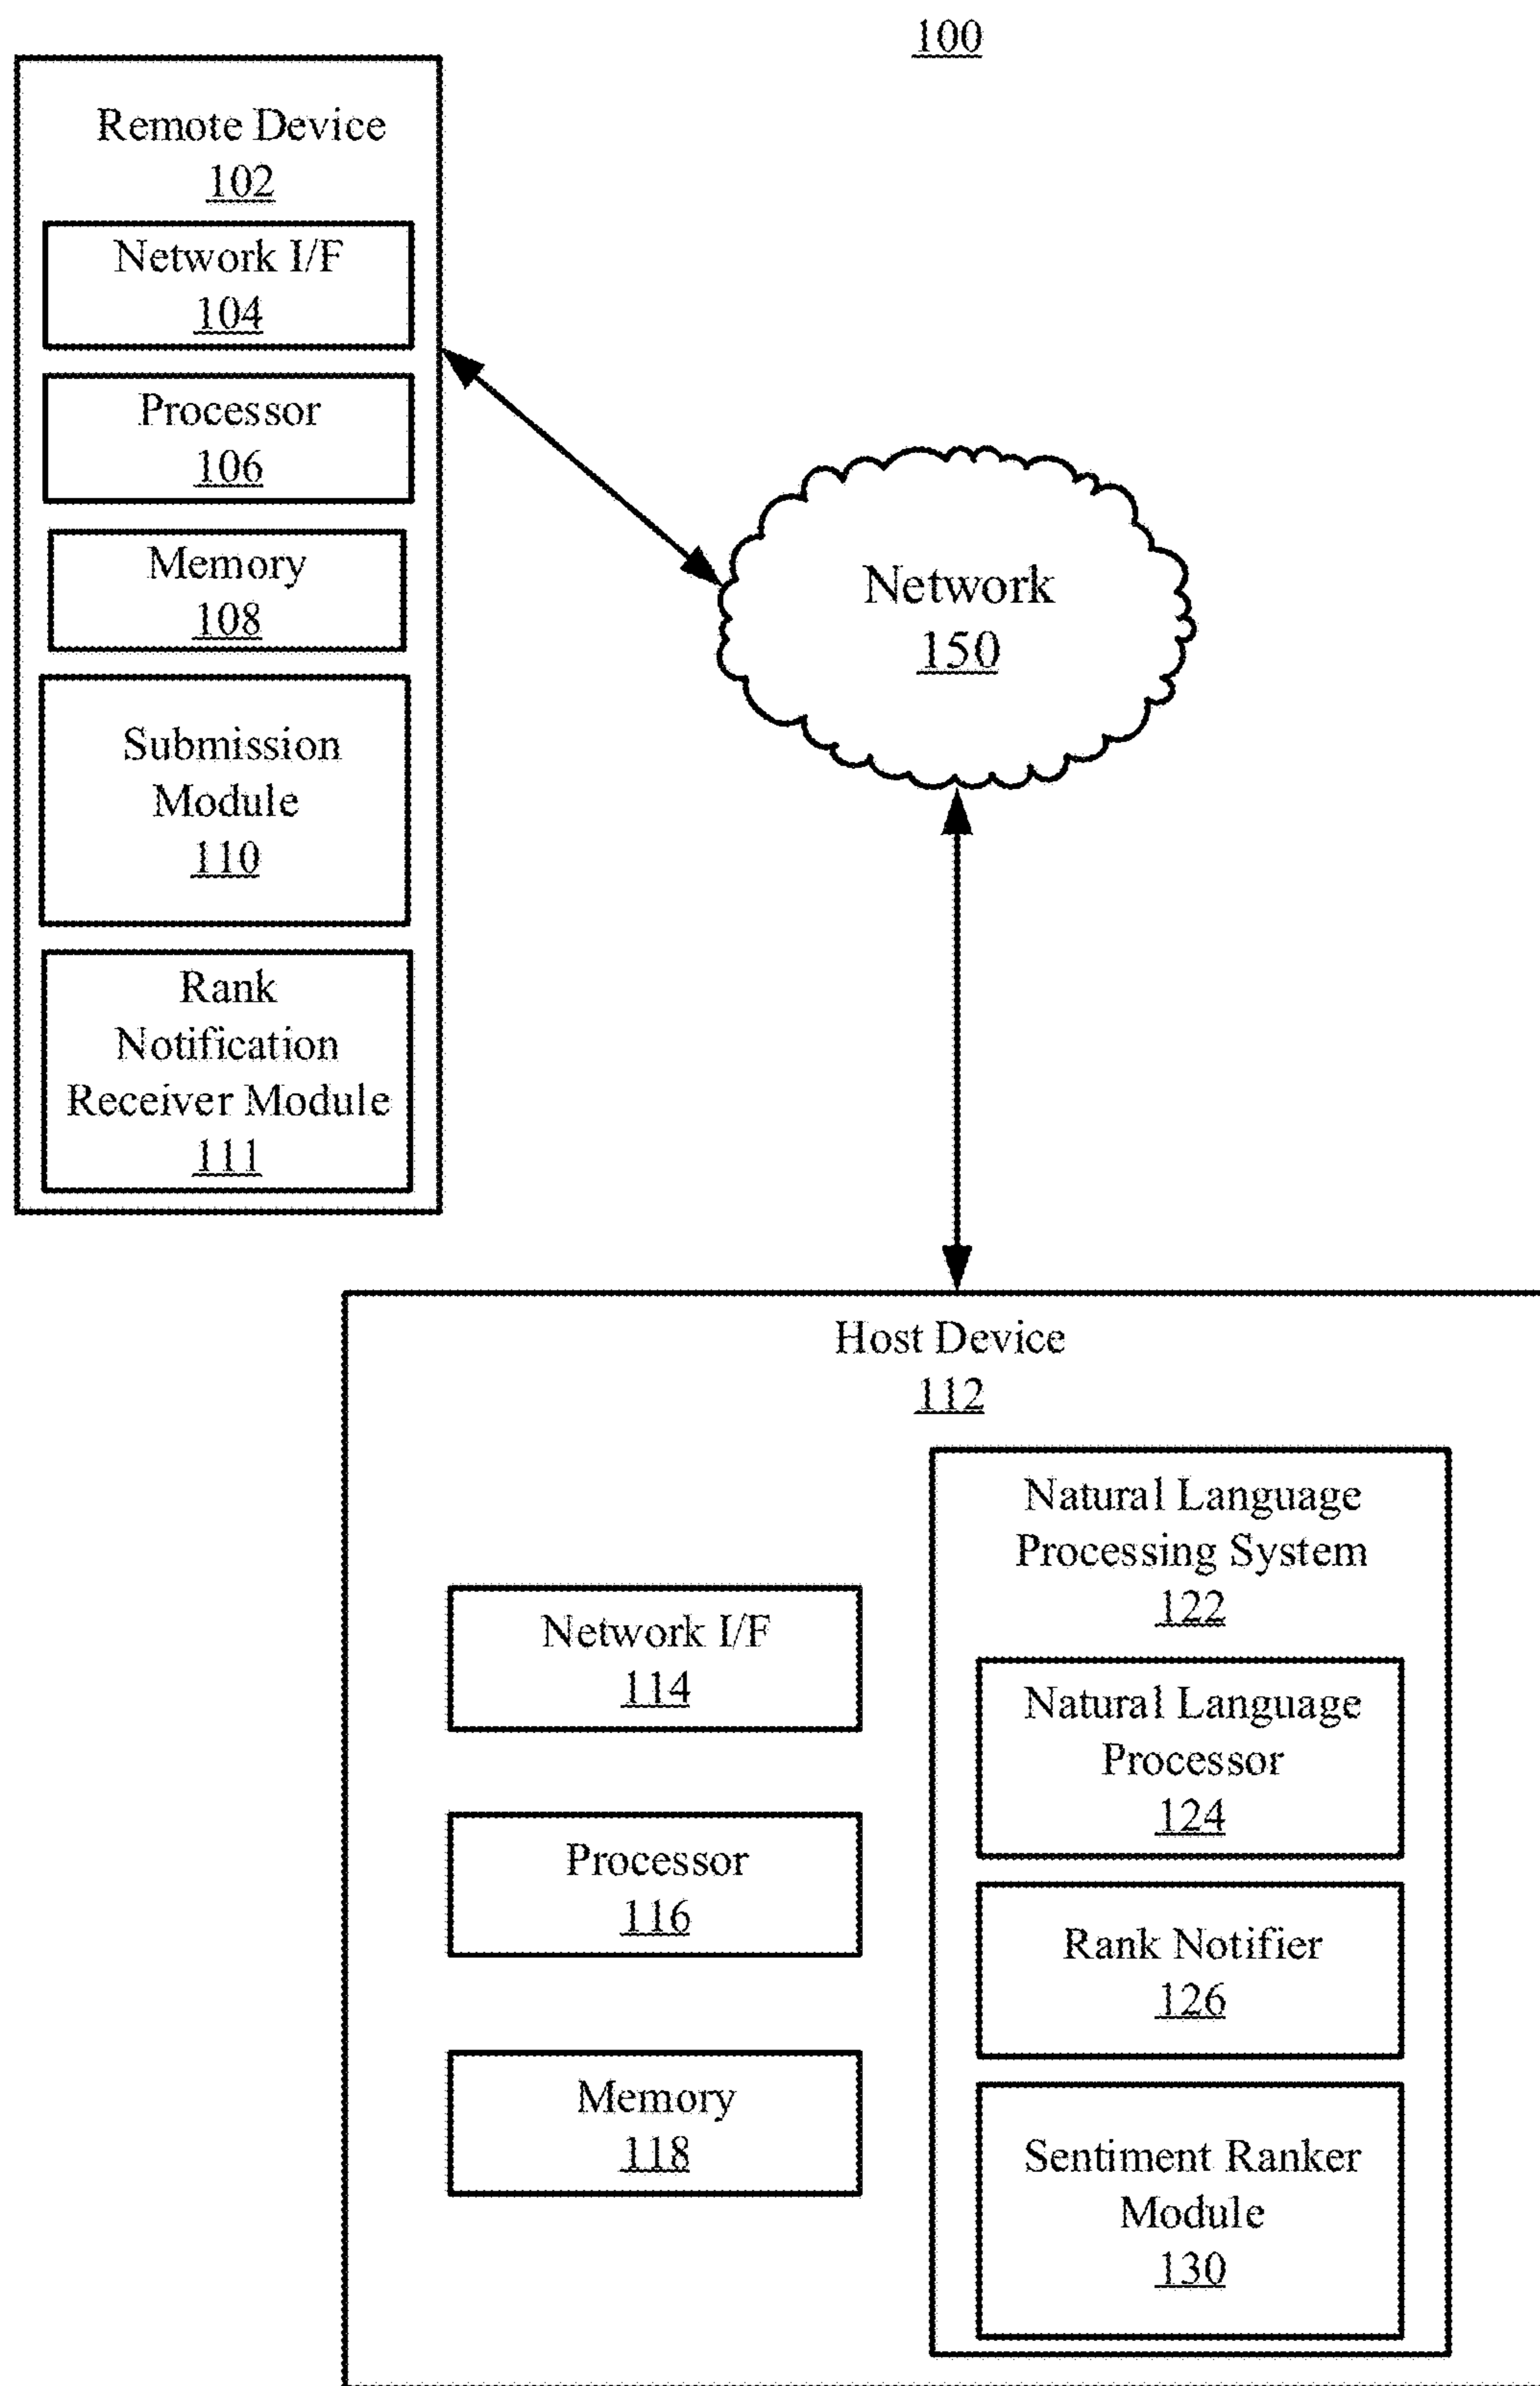 100
Remote Device
102
Network I/F
104
Processor
106
Memory
108
Submission
Module
110
Rank
Notification
Receiver Module
111
Network
150
Host Device
112
Network I/F
114
Processor
116
Memory
118
Natural Language
Processing System
122
Natural Language
Processor
124
Rank Notifier
126
Sentiment Ranker
Module
130